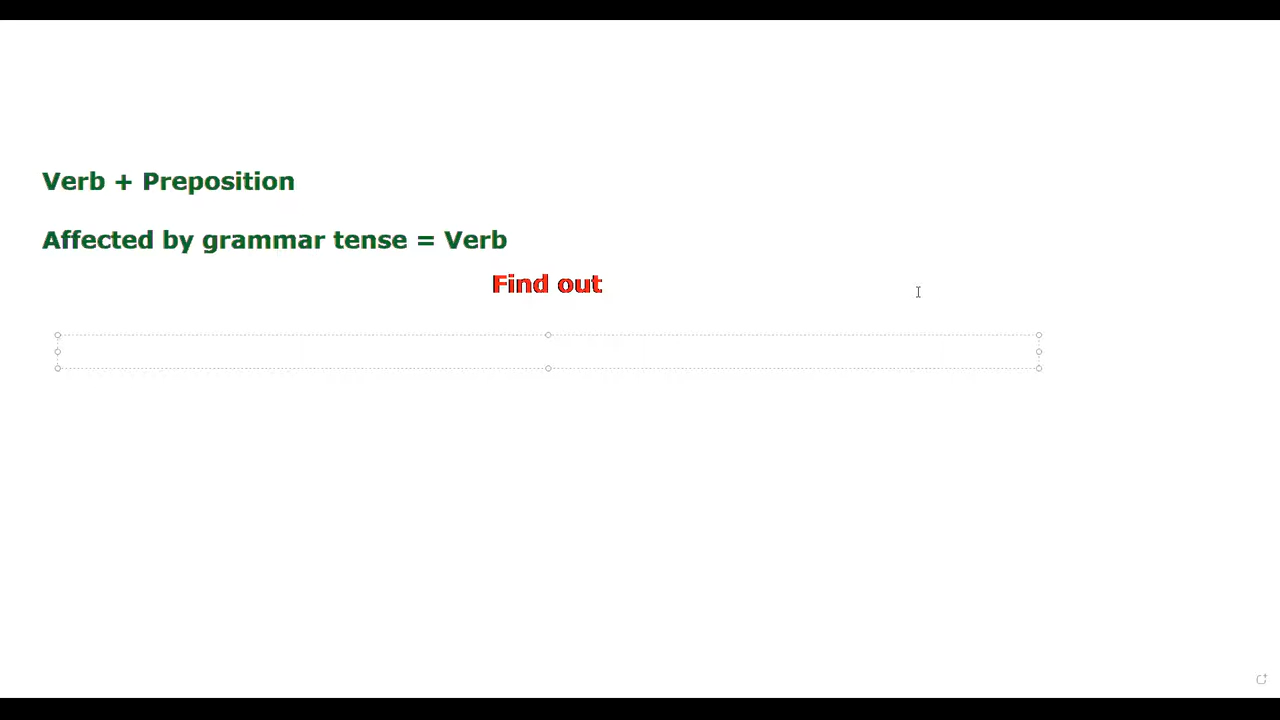 Verb + Preposition
Affected by grammar tense = Verb
Find out